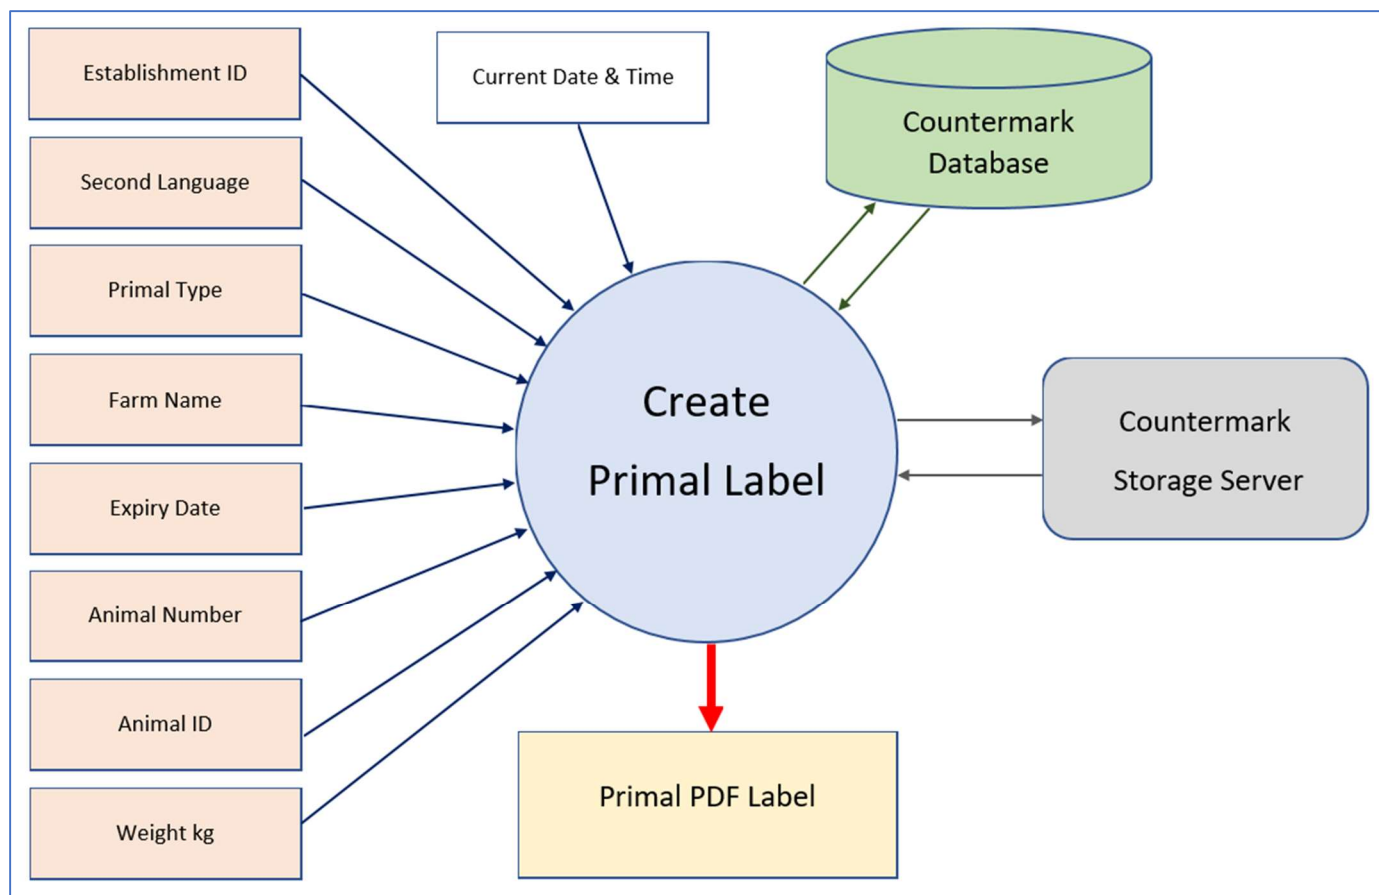 Establishment ID
Second Language
Primal Type
Farm Name
Expiry Date
Animal Number
Animal ID
Weight kg
Current Date & Time
Countermark
Database
Create
Primal Label
Countermark
Storage Server
Primal PDF Label